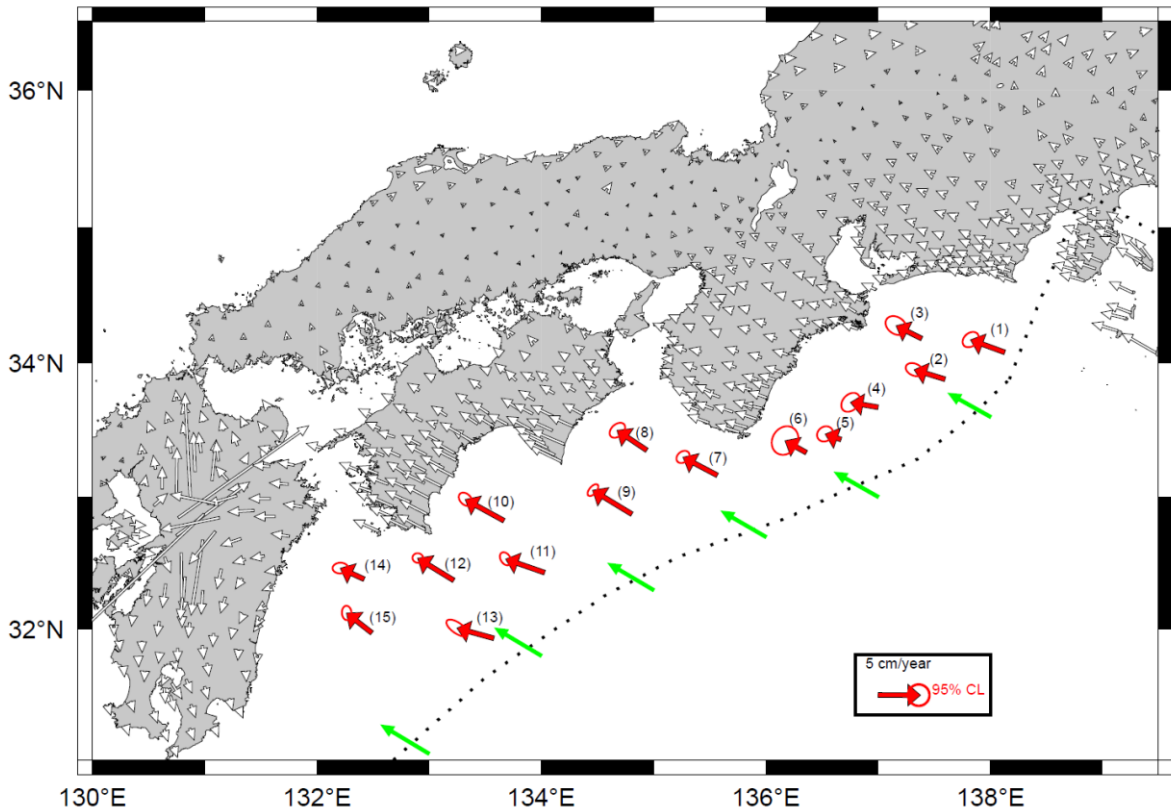 36°N
(3)
(1)
34°N
(2)
(4)
(6)
(5)
(8)
(7)
(10)
(9)
(14)
(12)
(11)
(15)
(13)
32°N
5 cm/year
95% CL
130°E
132°E
134°E
136°E
138°E